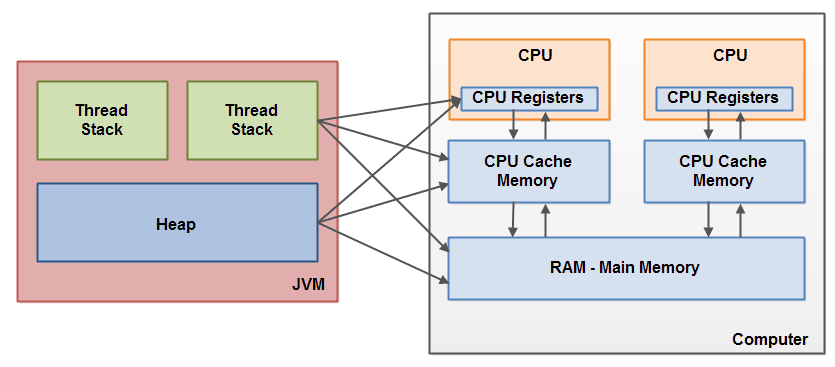 Thread
Stack
Thread
Stack
Heap
JVM
CPU
CPU Registers
CPU Cache
Memory
CPU
CPU Registers
CPU Cache
Memory
RAM - Main Memory
Computer